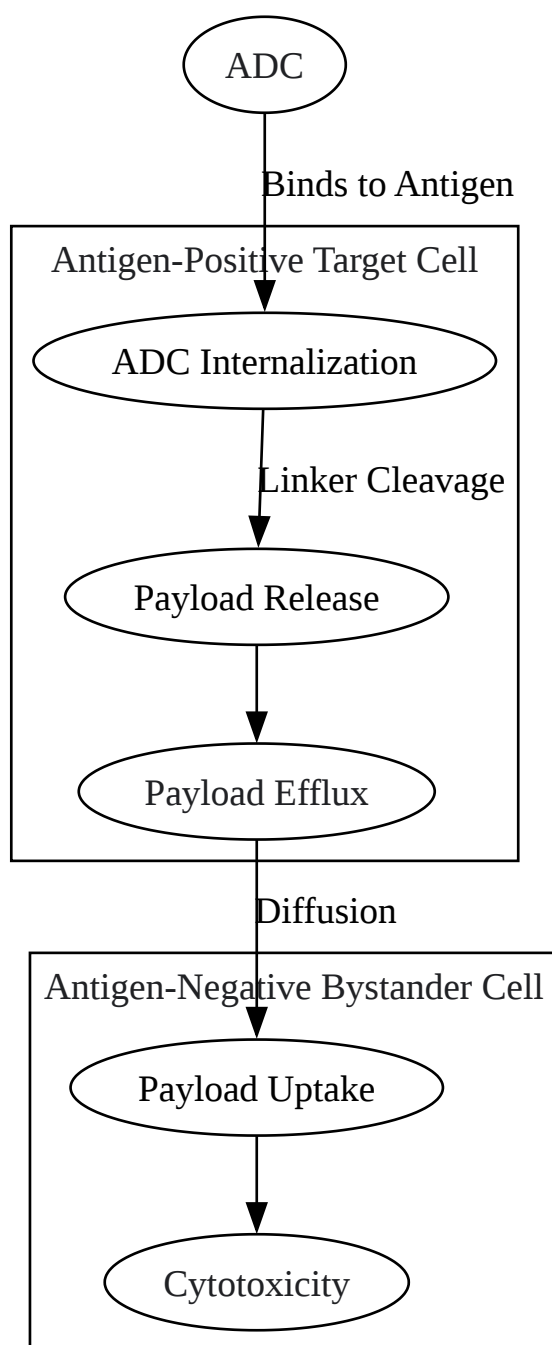 ADC
Binds to Antigen
Antigen-Positive Target Cell
ADC Internalization
Linker Cleavage
Payload Release
Payload Efflux
Diffusion
Antigen-Negative Bystander Cell
Payload Uptake
Cytotoxicity